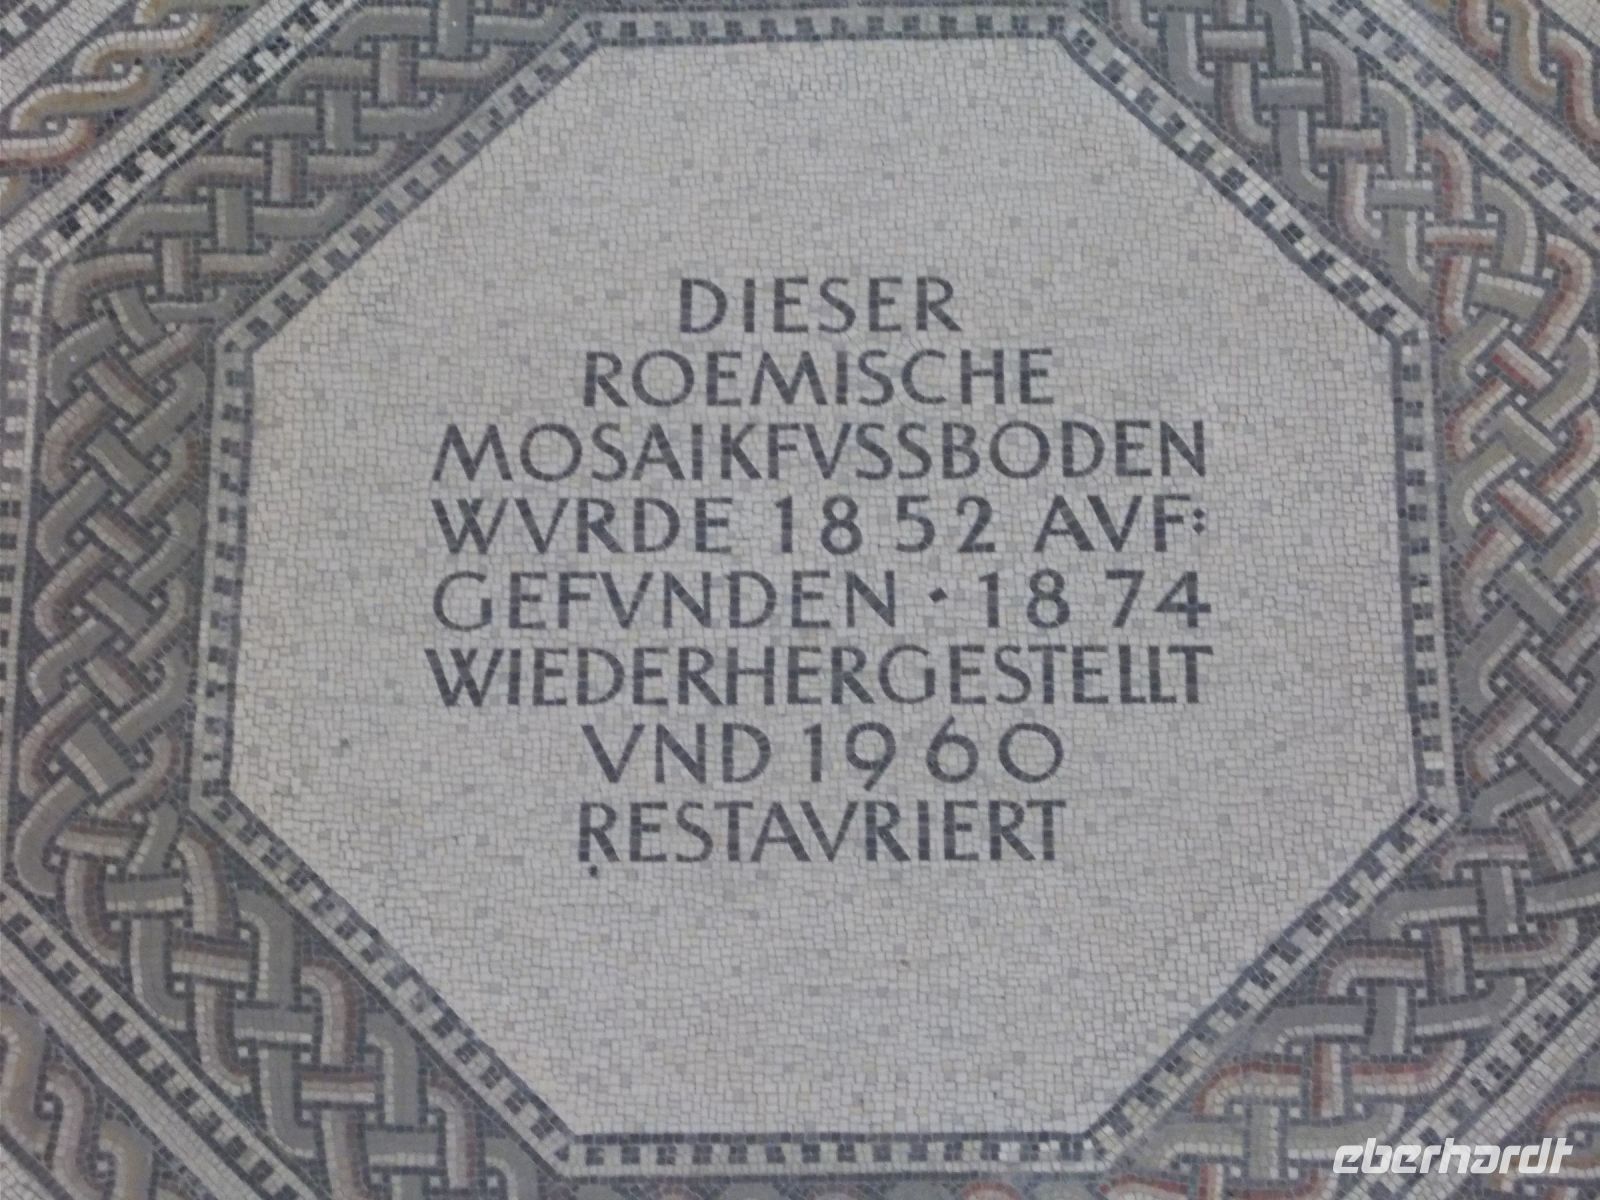 DIESER
ROEMISCHE
MOSAIKFVSSBODEN
WVRDE 1852 AVF:
GEFVNDEN · 1874
WIEDERHERGESTELLT
VND 1960
RESTAVRIERT
eberhardt